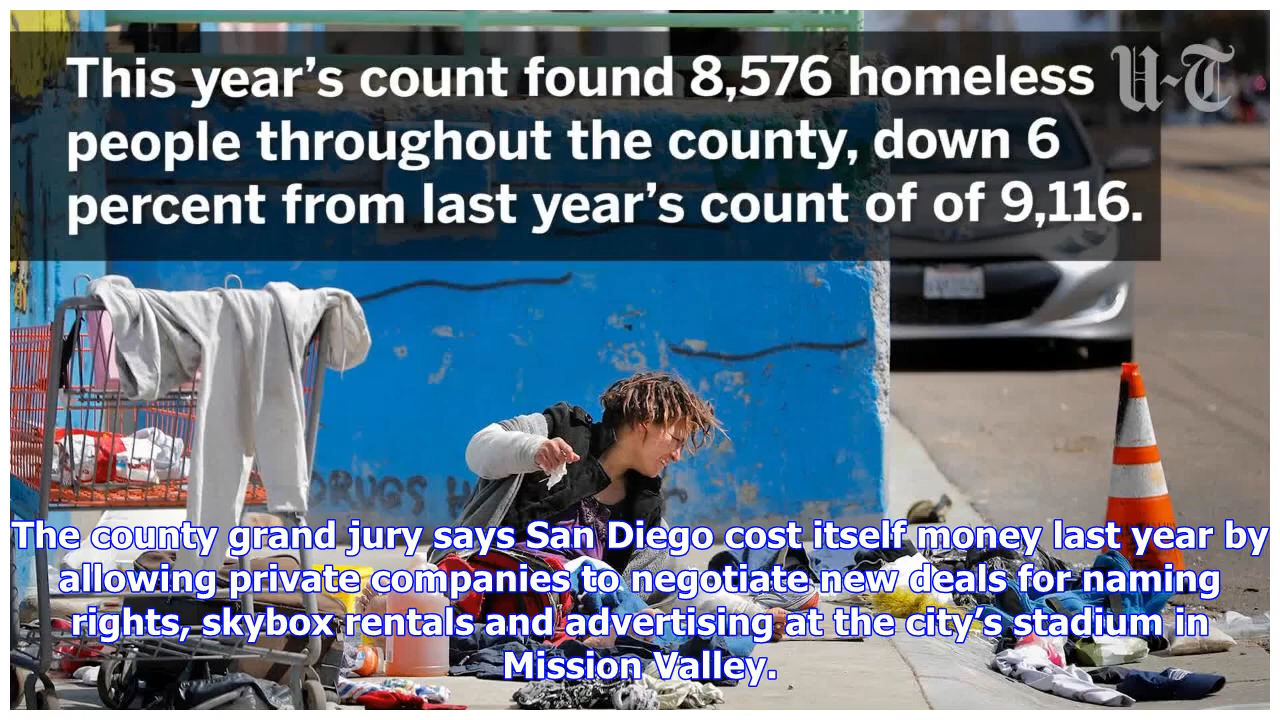 This year’s count found 8,576 homeless
people throughout the county, down 6
percent from last year’s count of of 9,116.
U-T
DRUGS
The county grand jury says San Diego cost itself money last year by
allowing private companies to negotiate new deals for naming
rights, skybox rentals and advertising at the city’s stadium in
Mission Valley.